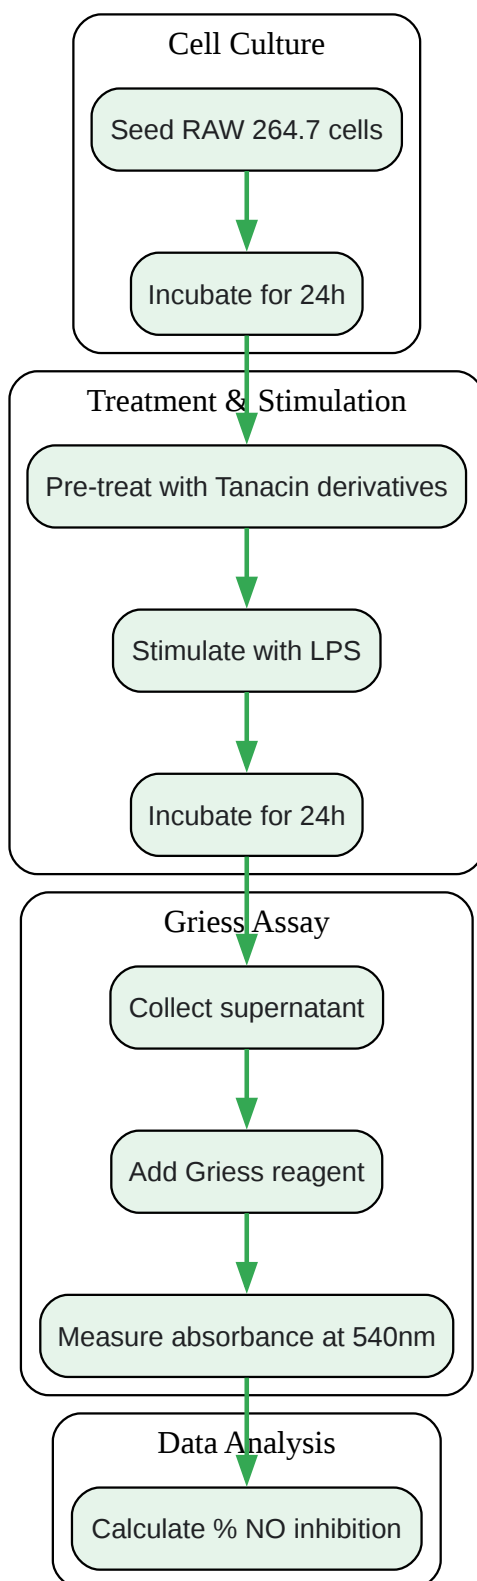 Cell Culture
Seed RAW 264.7 cells
Incubate for 24h
Treatment & Stimulation
Pre-treat with Tanacin derivatives
Stimulate with LPS
Incubate for 24h
Griess Assay
Collect supernatant
Add Griess reagent
Measure absorbance at 540nm
Data Analysis
Calculate % NO inhibition